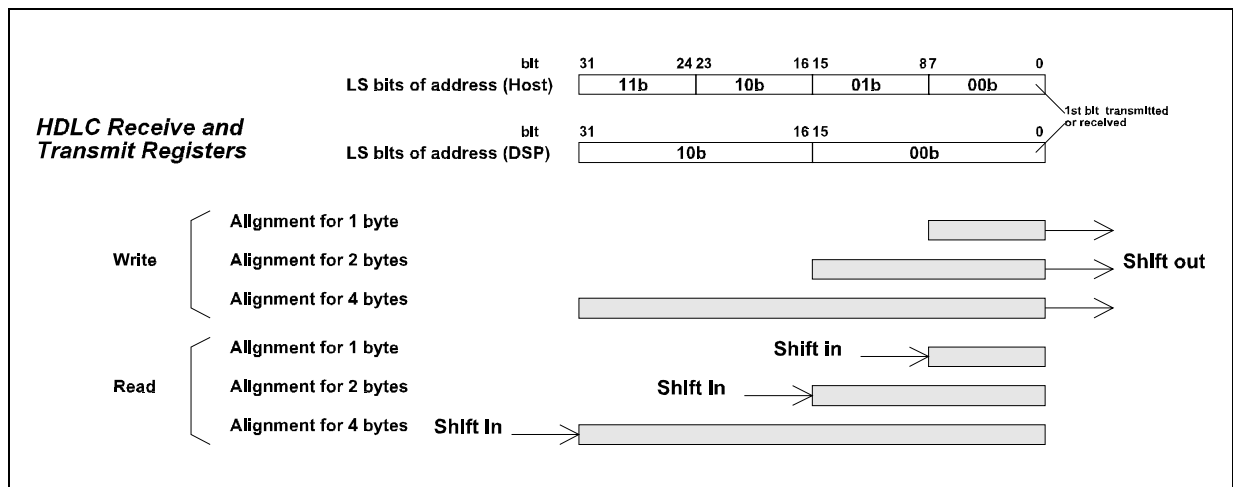 bit 31 24 23 16 15 8 7 0
LS bits of address (Host) 11b 10b 01b 00b
1st bit transmitted
or received
HDLC Receive and
Transmit Registers
bit 31 16 15 0
LS bits of address (DSP) 10b 00b
Write
Alignment for 1 byte
Alignment for 2 bytes
Shift out
Alignment for 4 bytes
Read
Alignment for 1 byte
Shift in
Alignment for 2 bytes
Shift In
Alignment for 4 bytes
Shift In